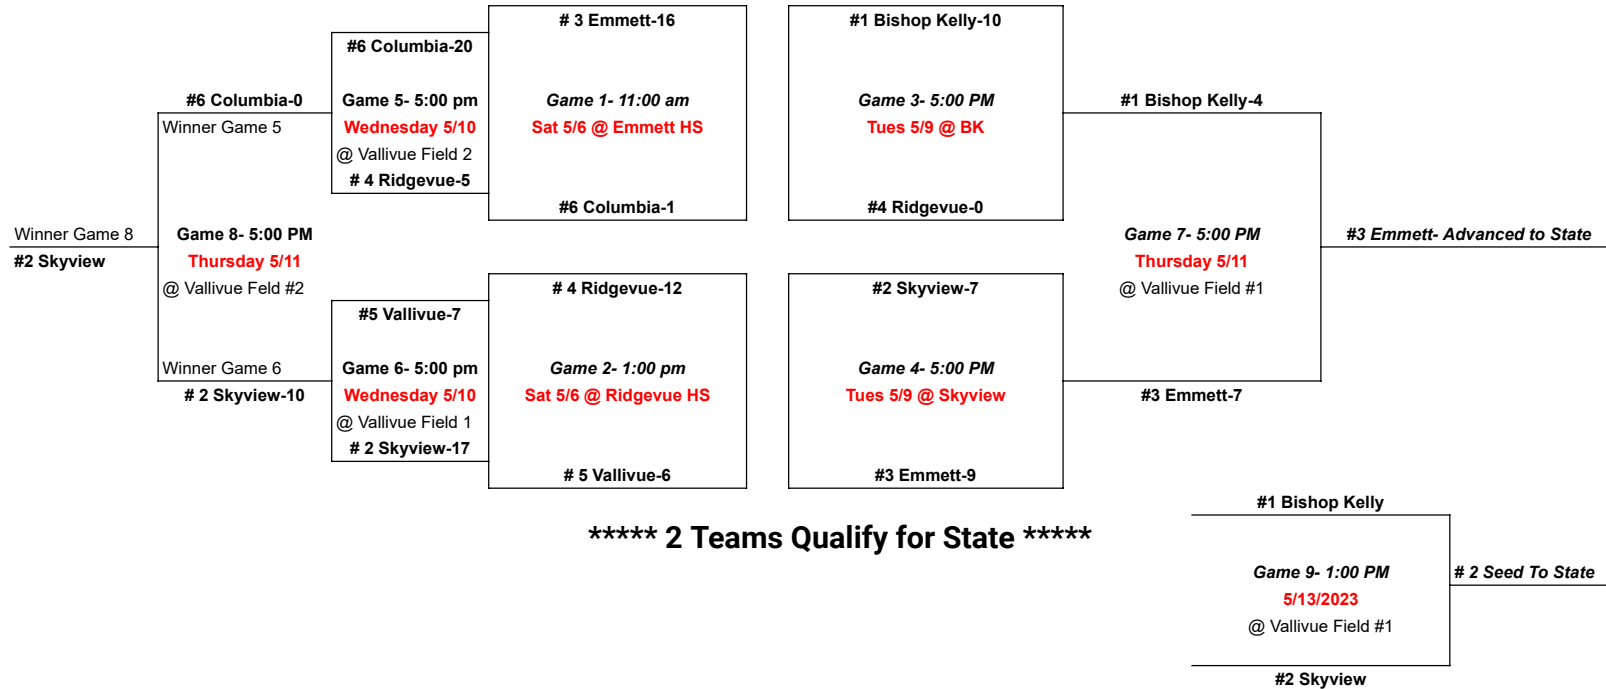 # 3 Emmett-16
#1 Bishop Kelly-10
#6 Columbia-20
#6 Columbia-0
Game 5- 5:00 pm
Game 1- 11:00 am
Game 3- 5:00 PM
#1 Bishop Kelly-4
Winner Game 5
Wednesday 5/10
Sat 5/6 @ Emmett HS
Tues 5/9 @ BK
@ Vallivue Field 2
# 4 Ridgevue-5
#6 Columbia-1
#4 Ridgevue-0
Winner Game 8
Game 8- 5:00 PM
Game 7- 5:00 PM
#3 Emmett- Advanced to State
#2 Skyview
Thursday 5/11
Thursday 5/11
@ Vallivue Feld #2
# 4 Ridgevue-12
#2 Skyview-7
@ Vallivue Field #1
#5 Vallivue-7
Winner Game 6
Game 6- 5:00 pm
Game 2- 1:00 pm
Game 4- 5:00 PM
# 2 Skyview-10
Wednesday 5/10
Sat 5/6 @ Ridgevue HS
Tues 5/9 @ Skyview
#3 Emmett-7
@ Vallivue Field 1
# 2 Skyview-17
# 5 Vallivue-6
#3 Emmett-9
#1 Bishop Kelly
***** 2 Teams Qualify for State *****
Game 9- 1:00 PM
# 2 Seed To State
5/13/2023
@ Vallivue Field #1
#2 Skyview